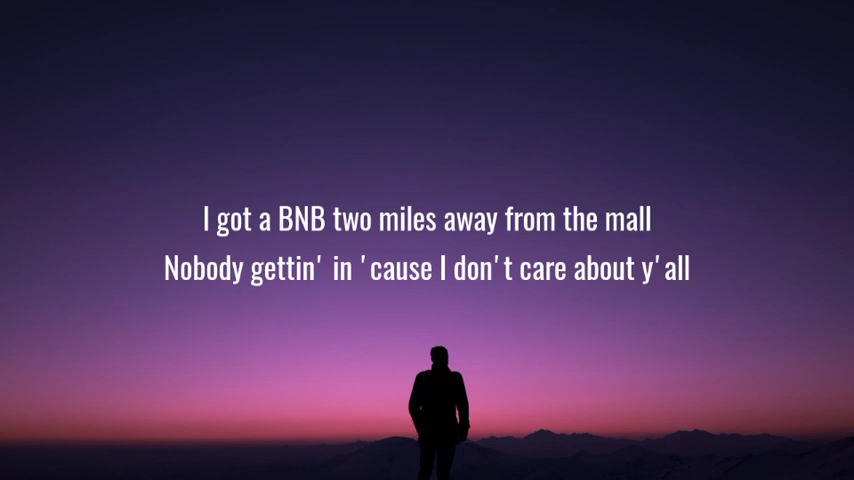 I got a BNB two miles away from the mall
Nobody gettin' in 'cause I don't care about y'all